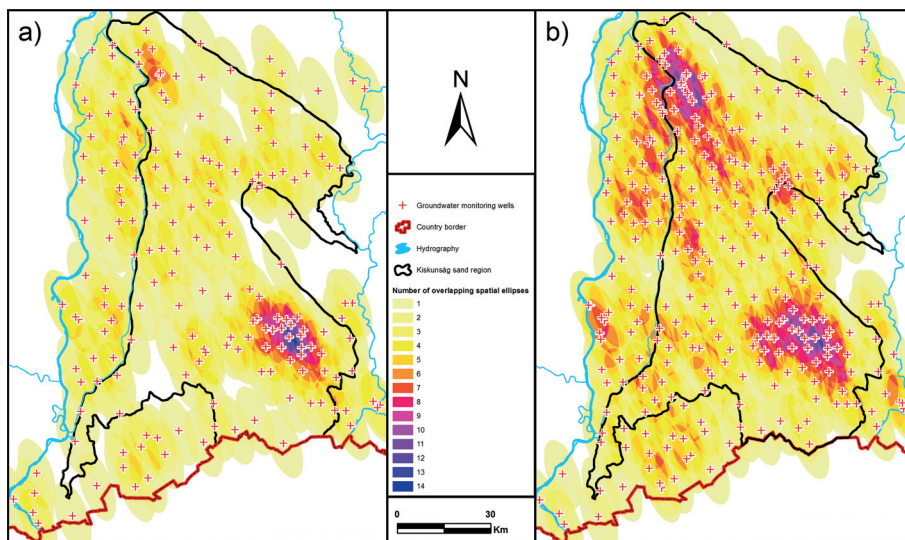 a)
N
Groundwater monitoring wells
Country border
Hydrography
Kiskunság sand region
Number of overlapping spatial ellipses
1
2
3
4
5
6
7
8
9
10
11
12
13
14
0 30
Km
b)